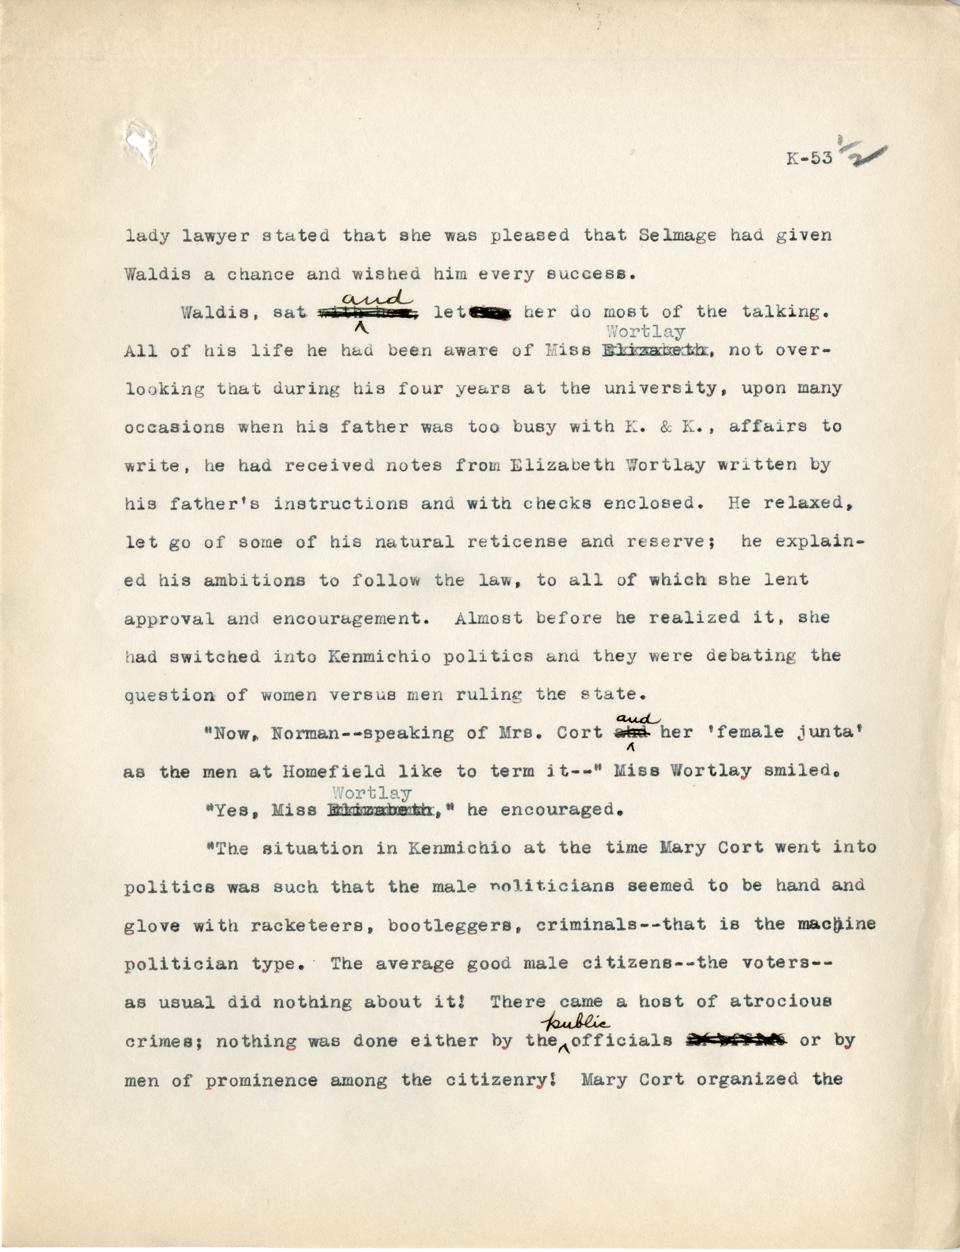 K-53 1/2
lady lawyer stated that she was pleased that Selmage had given
Waldis a chance and wished him every success.
and
Waldis, sat with her, let her do most of the talking.
Wortlay
All of his life he had been aware of Miss Elizabeth, not over-
looking that during his four years at the university, upon many
occasions when his father was too busy with K. & K., affairs to
write, he had received notes from Elizabeth Wortlay written by
his father's instructions and with checks enclosed. He relaxed,
let go of some of his natural reticense and reserve; he explain-
ed his ambitions to follow the law, to all of which she lent
approval and encouragement. Almost before he realized it, she
had switched into Kenmichio politics and they were debating the
question of women versus men ruling the state.
and
"Now, Norman--speaking of Mrs. Cort and her 'female junta'
as the men at Homefield like to term it--" Miss Wortlay smiled.
Wortlay
"Yes, Miss Elizabeth," he encouraged.
"The situation in Kenmichio at the time Mary Cort went into
politics was such that the male politicians seemed to be hand and
glove with racketeers, bootleggers, criminals--that is the machine
politician type. The average good male citizens--the voters--
as usual did nothing about it! There came a host of atrocious
public
crimes; nothing was done either by the officials or by
men of prominence among the citizenry! Mary Cort organized the